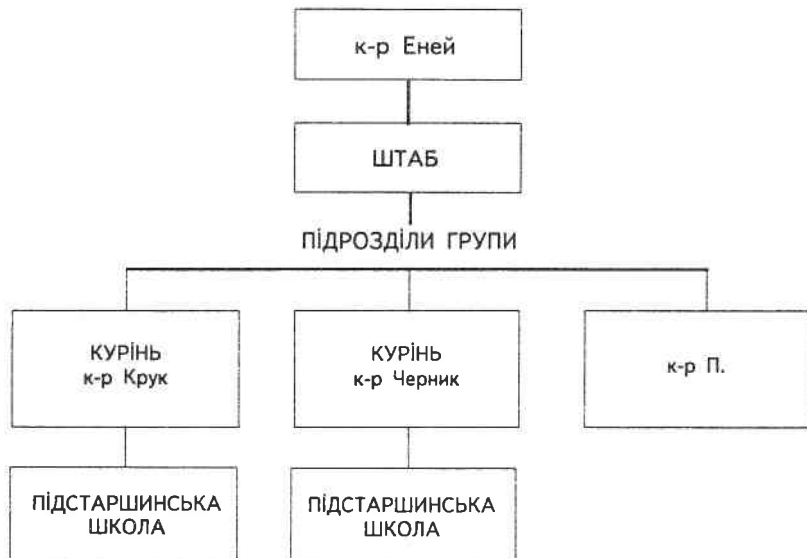 к-р Еней
ШТАБ
ПІДРОЗДІЛИ ГРУПИ
КУРІНЬ
к-р Крук
КУРІНЬ
к-р Черник
к-р П.
ПІДСТАРШИНСЬКА
ШКОЛА
ПІДСТАРШИНСЬКА
ШКОЛА